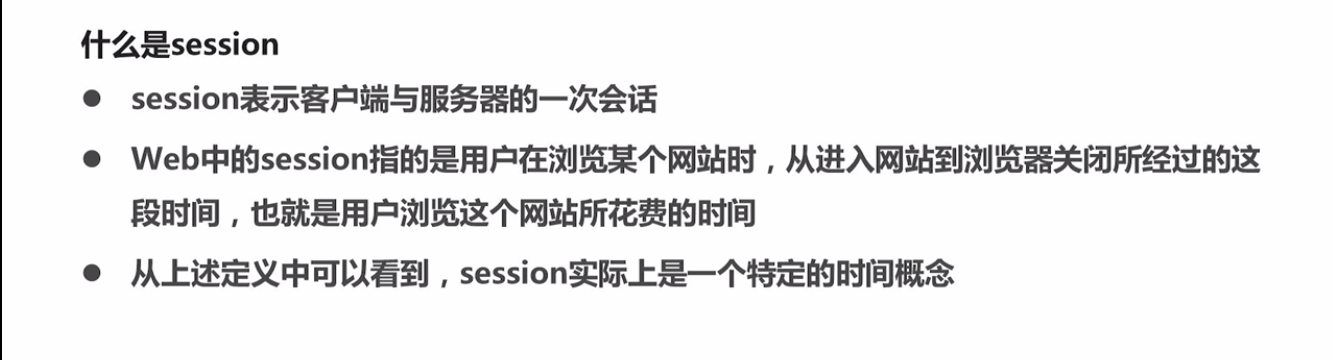 什么是session
● session表示客户端与服务器的一次会话
● Web中的session指的是用户在浏览某个网站时，从进入网站到浏览器关闭所经过的这
段时间，也就是用户浏览这个网站所花费的时间
● 从上述定义中可以看到，session实际上是一个特定的时间概念